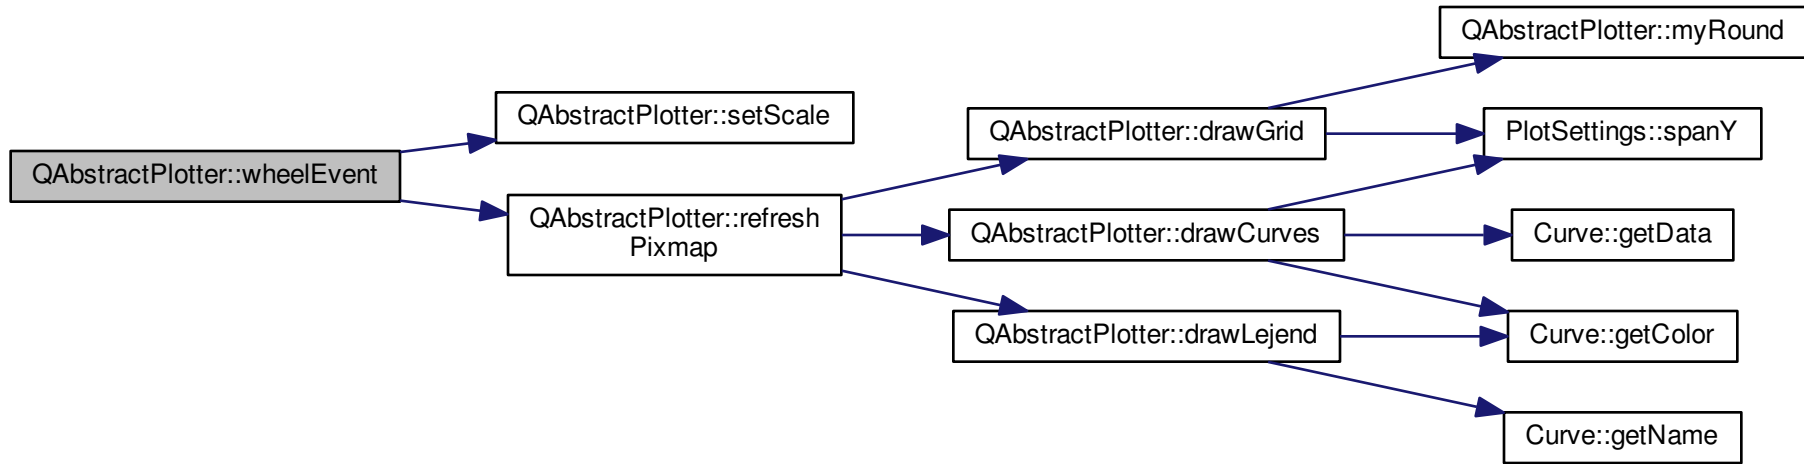 QAbstractPlotter::wheelEvent
QAbstractPlotter::setScale
QAbstractPlotter::refresh
Pixmap
QAbstractPlotter::drawGrid
QAbstractPlotter::drawCurves
QAbstractPlotter::drawLejend
QAbstractPlotter::myRound
PlotSettings::spanY
Curve::getData
Curve::getColor
Curve::getName